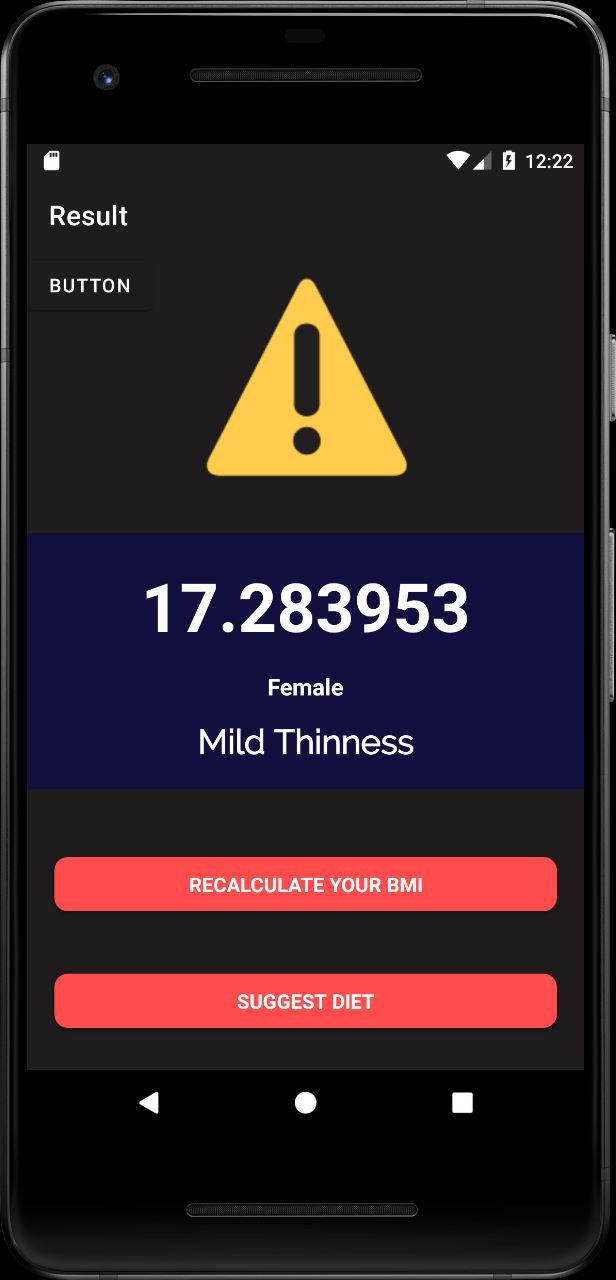 12:22
Result
BUTTON
17.283953
Female
Mild Thinness
RECALCULATE YOUR BMI
SUGGEST DIET